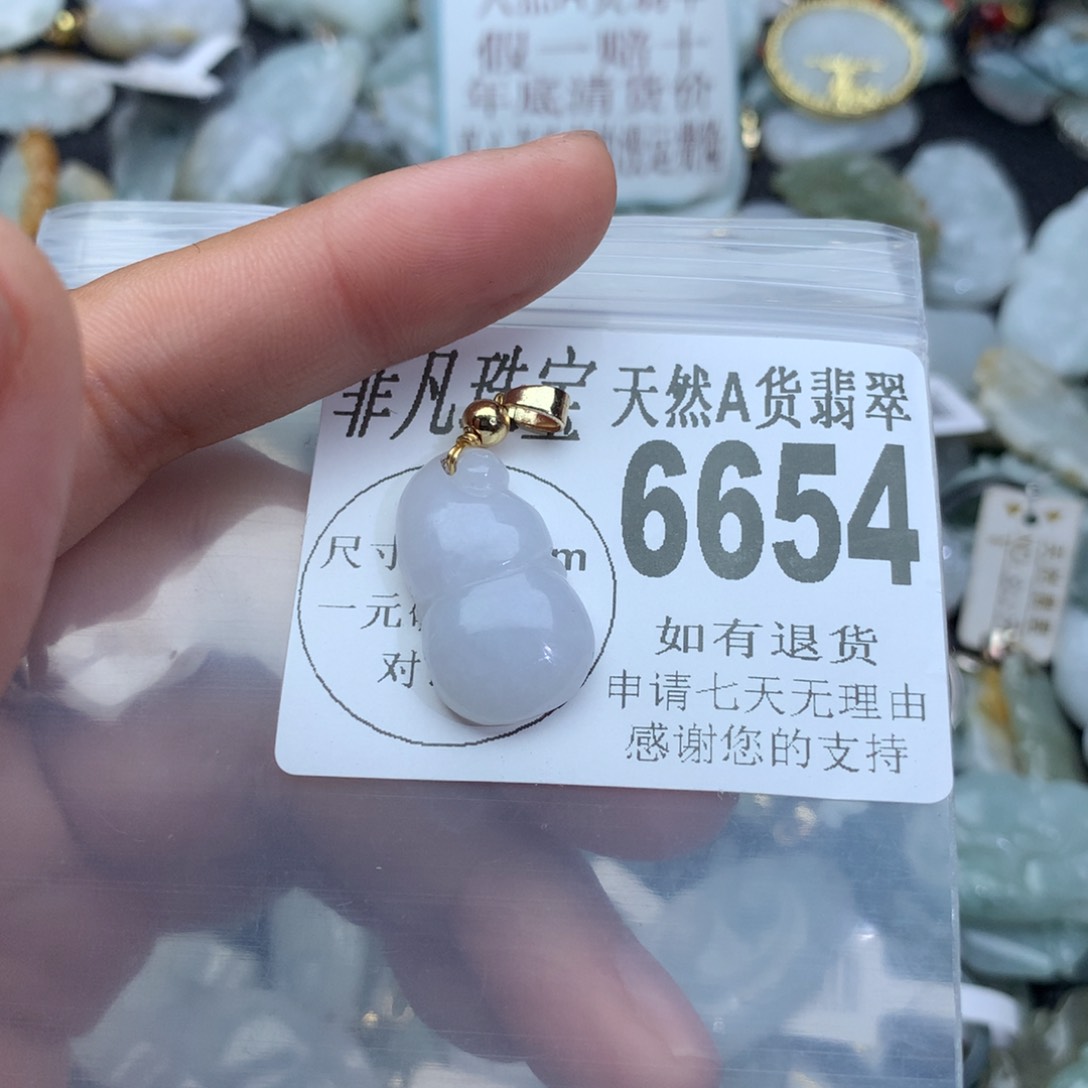 假一赔十
年底清货价
菲凡珠宝 天然A货翡翠
6654
尺寸 m
一元
对
如有退货
申请七天无理由
感谢您的支持